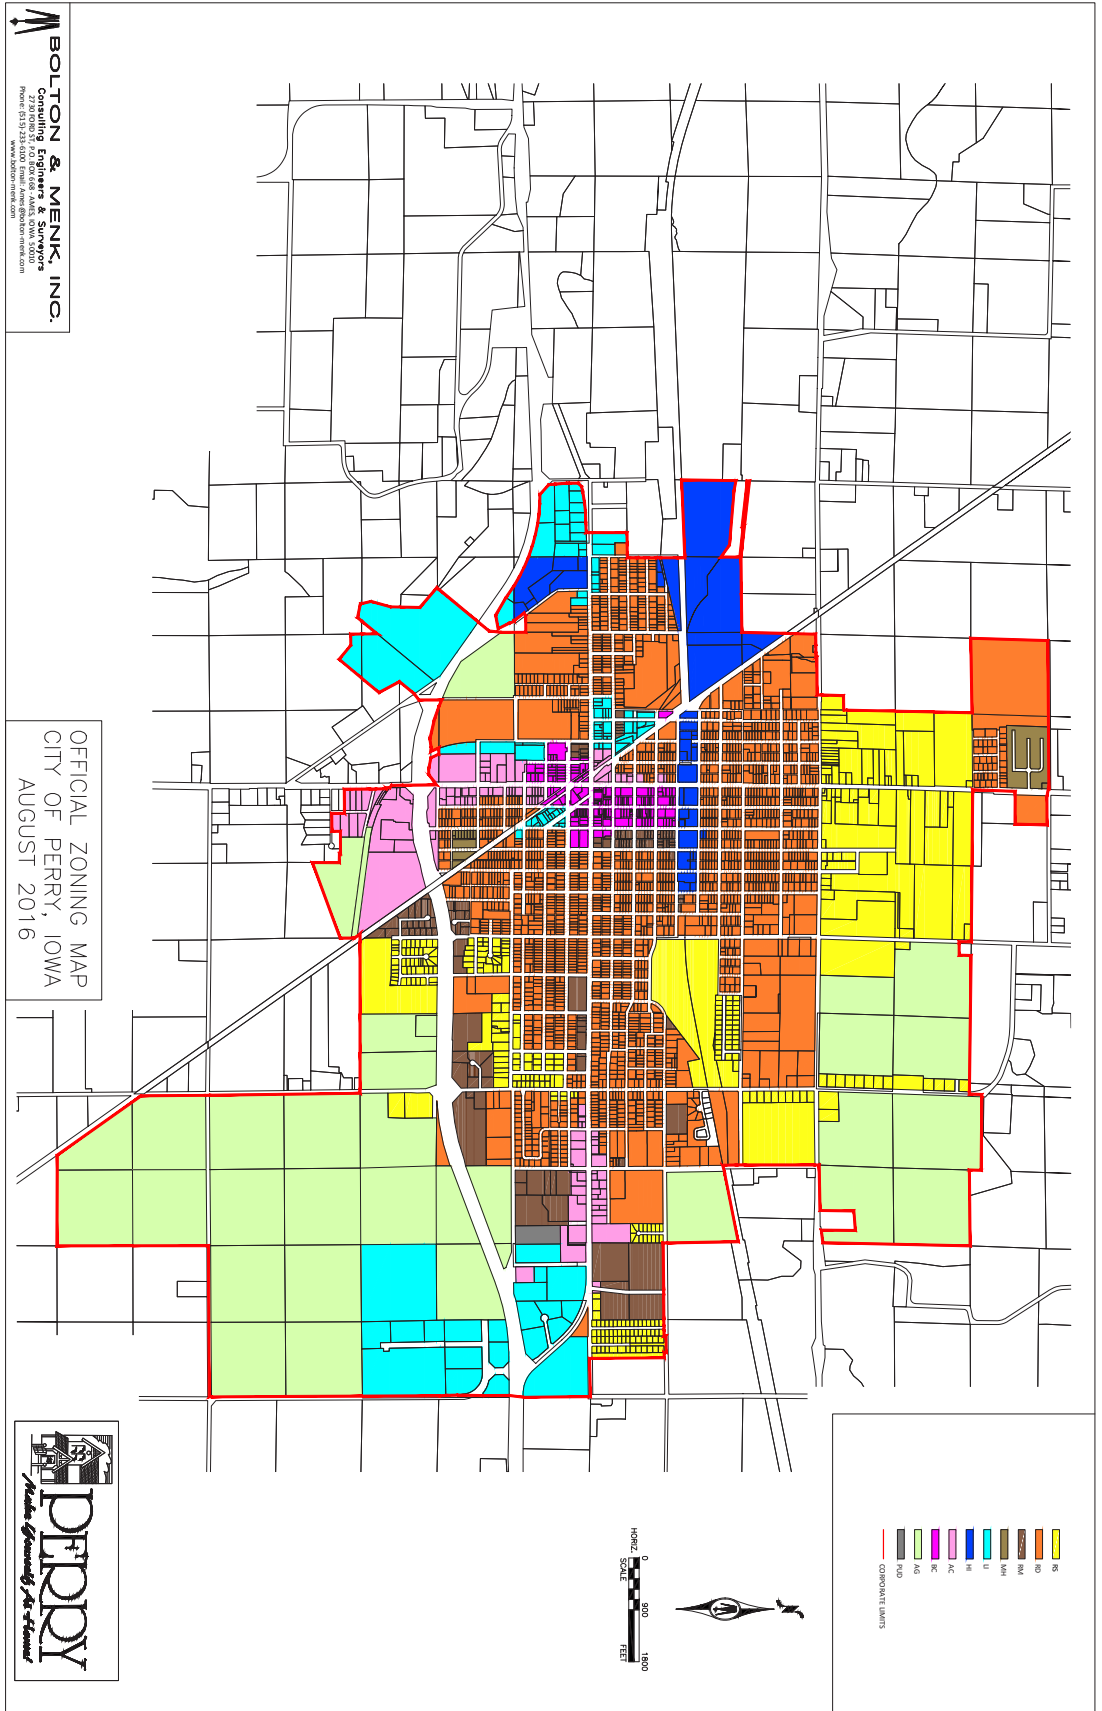 BOLTON & MENK, INC.
Consulting Engineers & Surveyors
2730 FORD ST, P.O. BOX 668 - AMES, IOWA 50010
Phone: (515)-233-6100 Email: Ames@bolton-menk.com
www.bolton-menk.com
OFFICIAL ZONING MAP
CITY OF PERRY, IOWA
AUGUST 2016
RS
RD
RM
MH
LI
HI
AC
BC
AG
PUD
CORPORATE LIMITS
0 900 1800
HORIZ. SCALE FEET
PERRY
Make Yourself At Home!